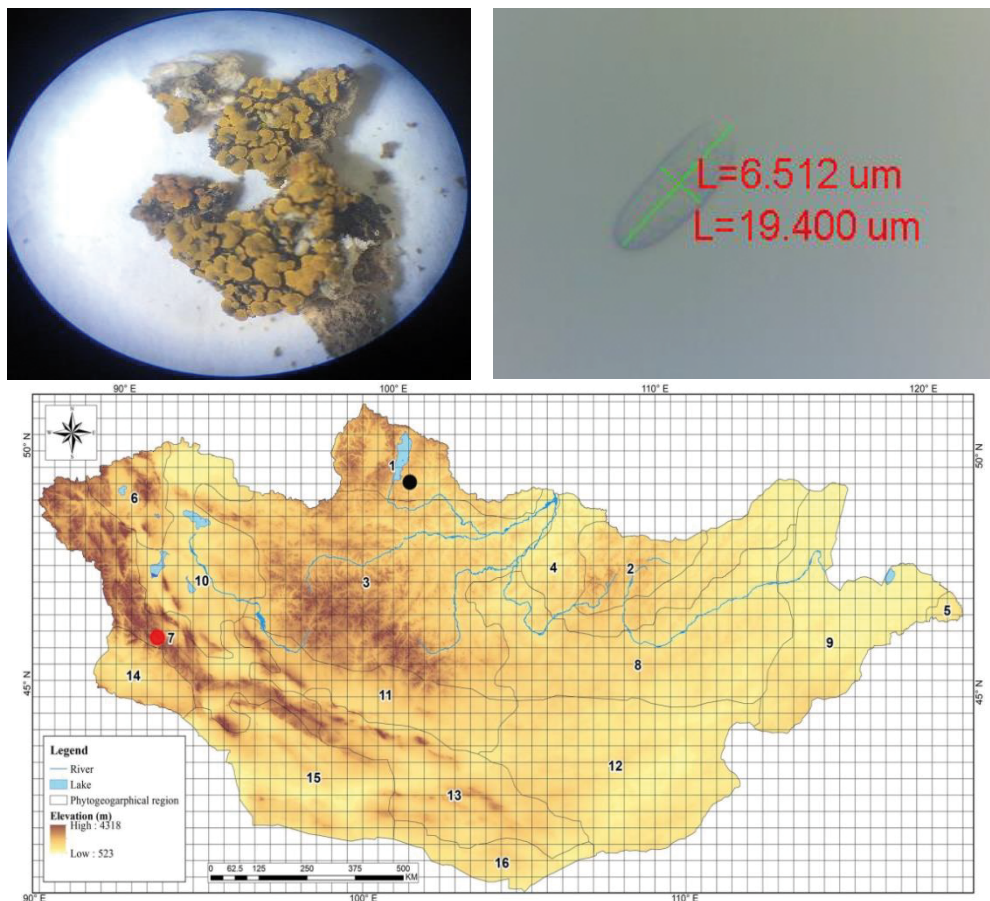 L=6.512 um
L=19.400 um
90° E
100° E
110° E
120° E
50° N
50° N
N
W
E
S
1
6
10
3
4
2
5
7
9
8
14
11
45° N
45° N
12
15
13
16
Legend
River
Lake
Phytogeogarphical region
Elevation (m)
High : 4318
Low : 523
0 62.5 125 250 375 500
KM
90° E
100° E
110° E